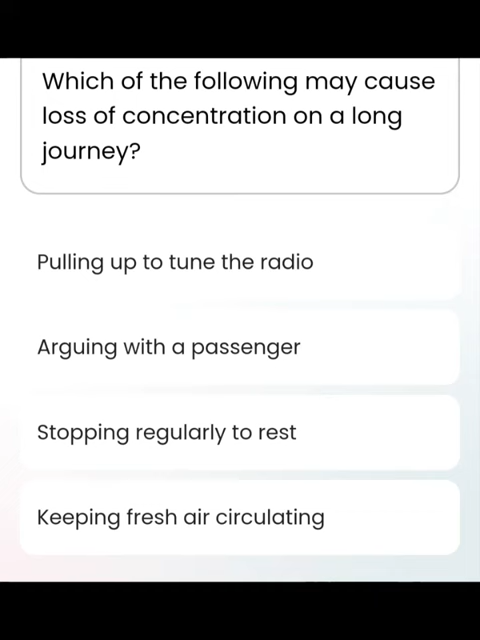 Which of the following may cause
loss of concentration on a long
journey?
Pulling up to tune the radio
Arguing with a passenger
Stopping regularly to rest
Keeping fresh air circulating